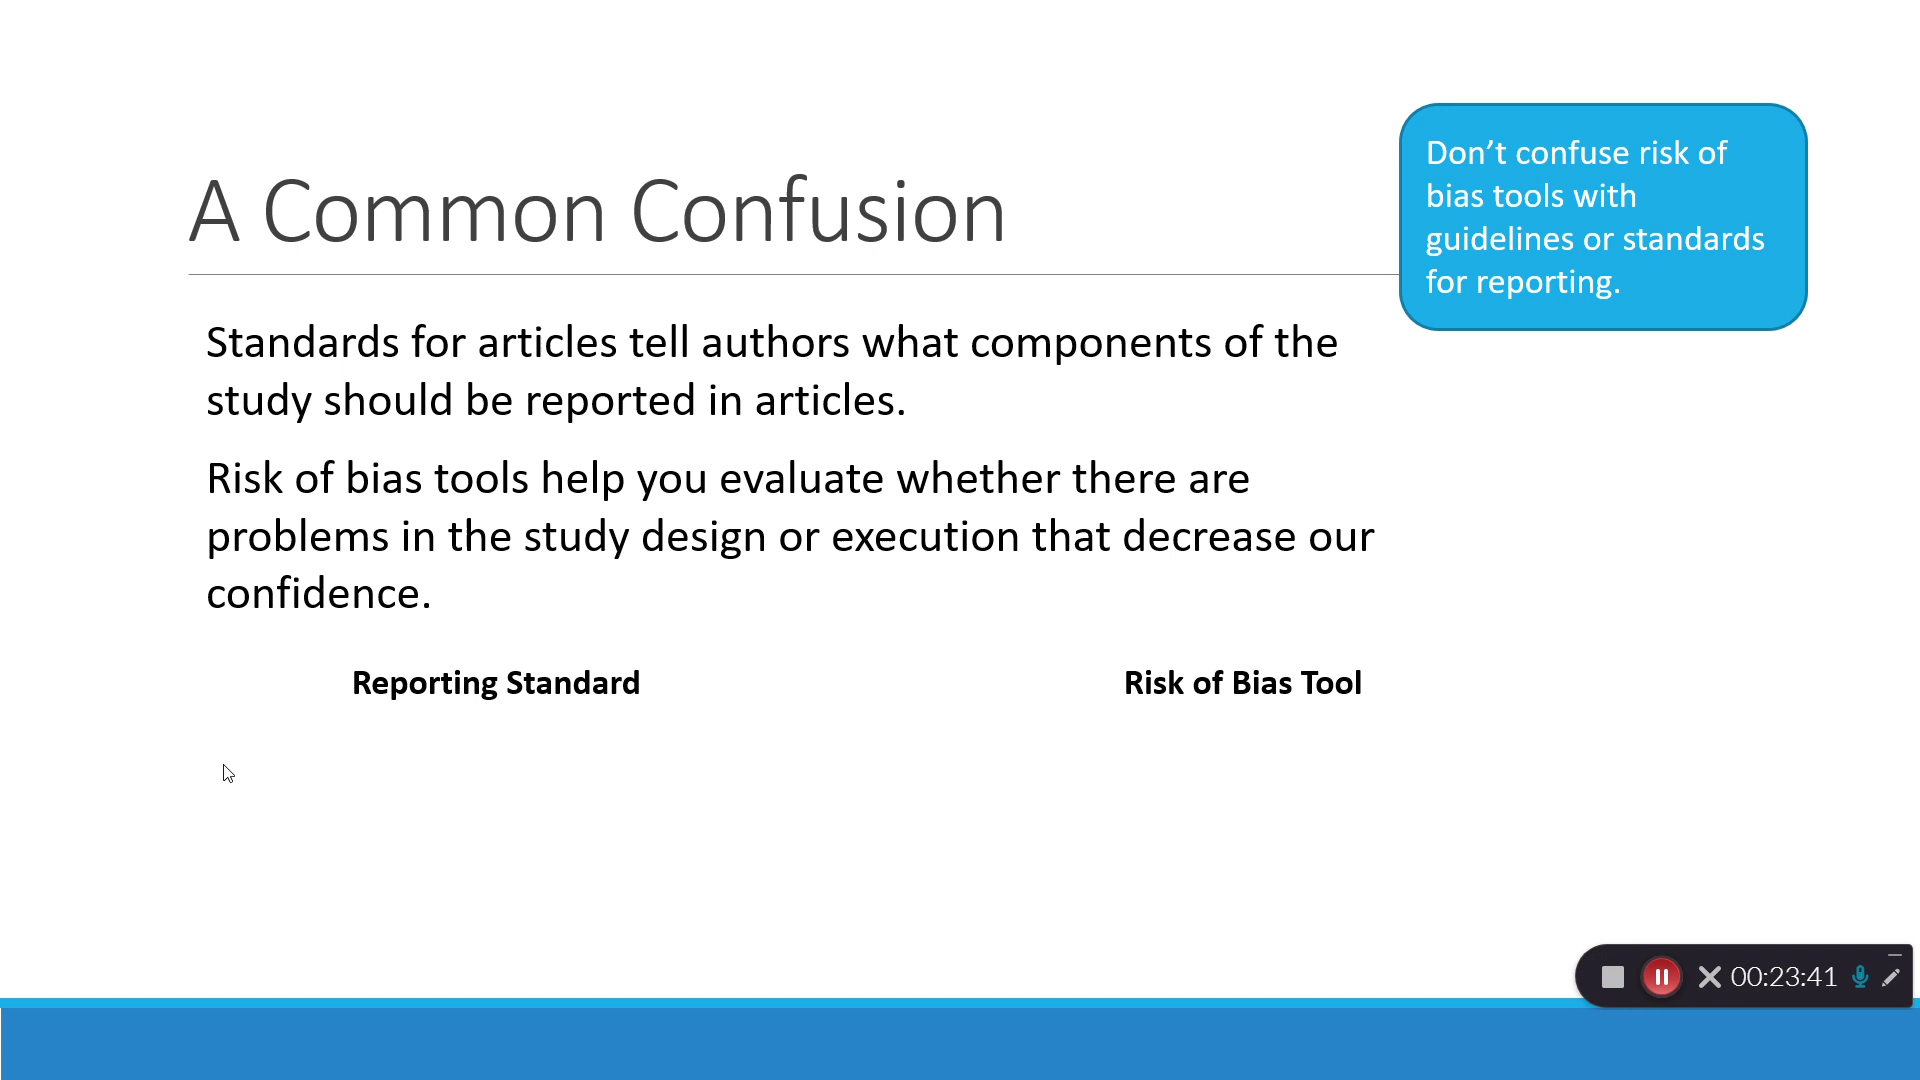 A Common Confusion
Don’t confuse risk of
bias tools with
guidelines or standards
for reporting.
Standards for articles tell authors what components of the
study should be reported in articles.
Risk of bias tools help you evaluate whether there are
problems in the study design or execution that decrease our
confidence.
Reporting Standard
Risk of Bias Tool
00:23:41